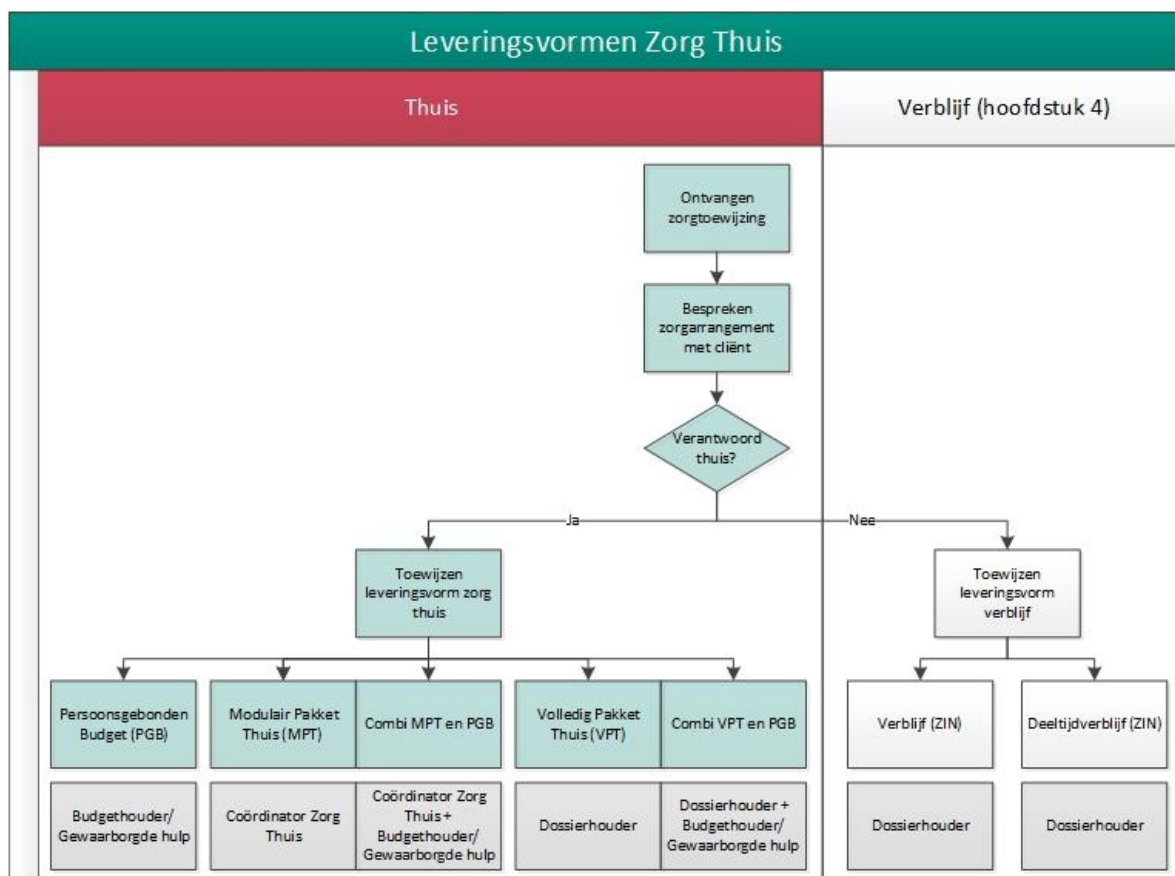 Leveringsvormen Zorg Thuis
Thuis
Verblijf (hoofdstuk 4)
Ontvangen
zorgtoewijzing
Bespreken
zorgarrangement
met cliënt
Verantwoord
thuis?
Ja
Nee
Toewijzen
leveringsvorm zorg
thuis
Toewijzen
leveringsvorm
verblijf
Persoonsgebonden
Budget (PGB)
Modulair Pakket
Thuis (MPT)
Combi MPT en PGB
Volledig Pakket
Thuis (VPT)
Combi VPT en PGB
Verblijf (ZIN)
Deeltijdverblijf (ZIN)
Budgethouder/
Gewaarborgde hulp
Coördinator Zorg
Thuis
Coördinator Zorg
Thuis +
Budgethouder/
Gewaarborgde hulp
Dossierhouder
Dossierhouder +
Budgethouder/
Gewaarborgde hulp
Dossierhouder
Dossierhouder